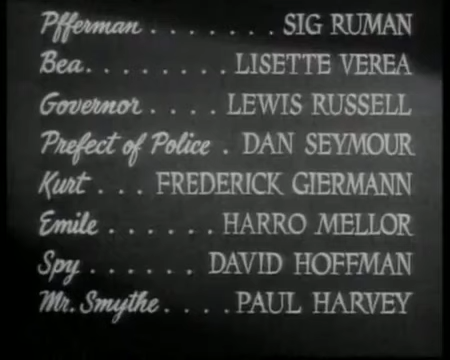 Pfferman . . . . . . . . SIG RUMAN
Bea. . . . . . . . . LISETTE VEREA
Governor . . . . LEWIS RUSSELL
Prefect of Police . DAN SEYMOUR
Kurt . . . FREDERICK GIERMANN
Emile . . . . . . HARRO MELLOR
Spy . . . . . . DAVID HOFFMAN
Mr. Smythe. . . . PAUL HARVEY